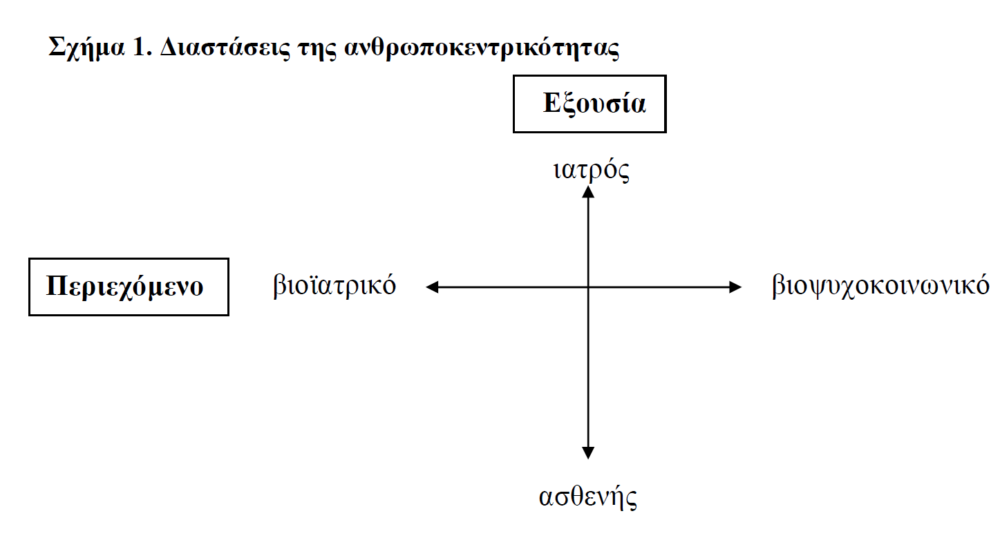 Σχήμα 1. Διαστάσεις της ανθρωποκεντρικότητας
Εξουσία
ιατρός
Περιεχόμενο βιοϊατρικό βιοψυχοκοινωνικό
ασθενής